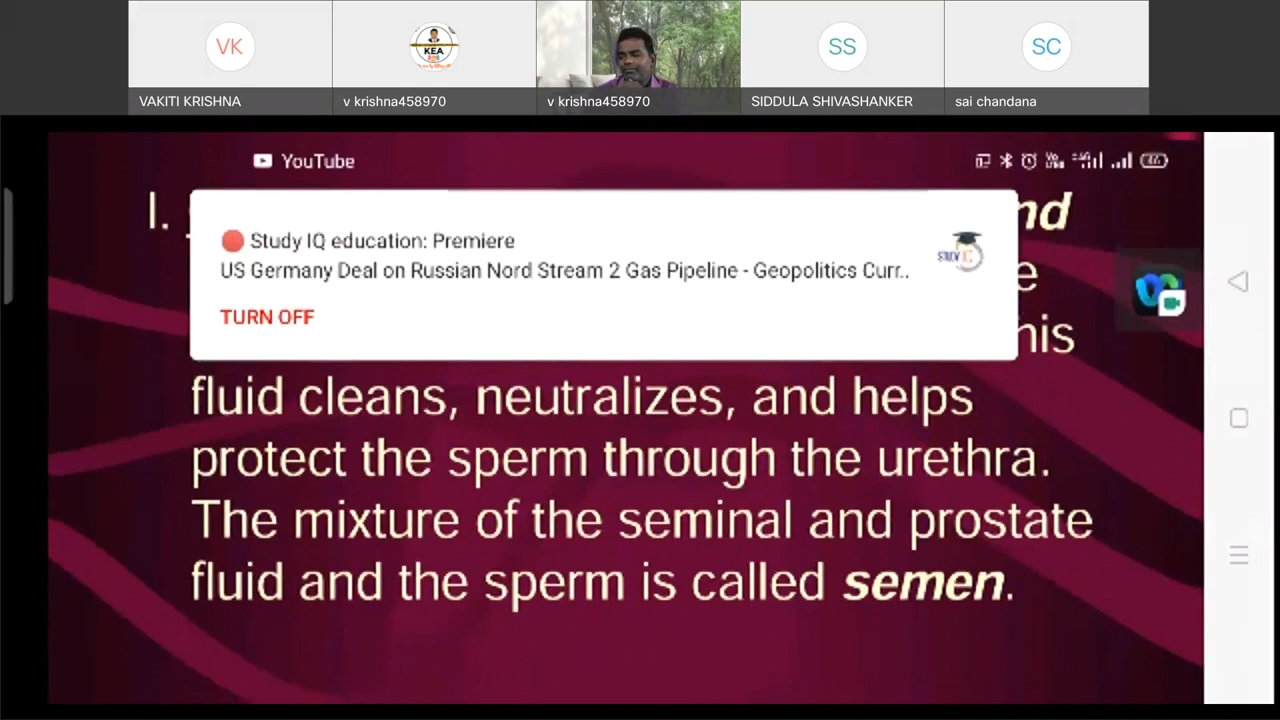 VK
KEA
SS
SC
VAKITI KRISHNA
v krishna458970
v krishna458970
SIDDULA SHIVASHANKER
sai chandana
YouTube
I.
nd
Study IQ education: Premiere
US Germany Deal on Russian Nord Stream 2 Gas Pipeline - Geopolitics Curr..
e
TURN OFF
his
fluid cleans, neutralizes, and helps
protect the sperm through the urethra.
The mixture of the seminal and prostate
fluid and the sperm is called semen.